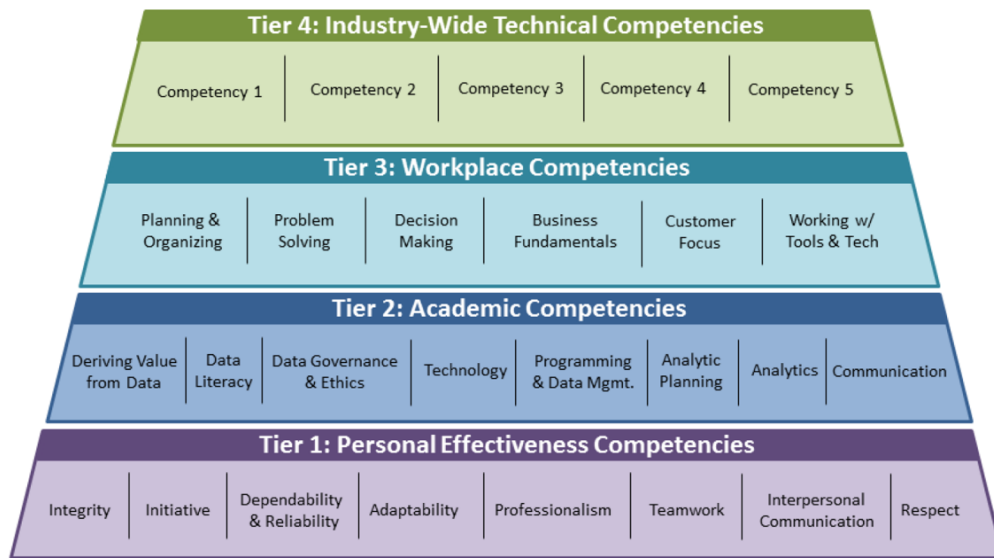 Tier 4: Industry-Wide Technical Competencies
Competency 1
Competency 2
Competency 3
Competency 4
Competency 5
Tier 3: Workplace Competencies
Planning &
Organizing
Problem
Solving
Decision
Making
Business
Fundamentals
Customer
Focus
Working w/
Tools & Tech
Tier 2: Academic Competencies
Deriving Value
from Data
Data
Literacy
Data Governance
& Ethics
Technology
Programming
& Data Mgmt.
Analytic
Planning
Analytics
Communication
Tier 1: Personal Effectiveness Competencies
Integrity
Initiative
Dependability
& Reliability
Adaptability
Professionalism
Teamwork
Interpersonal
Communication
Respect